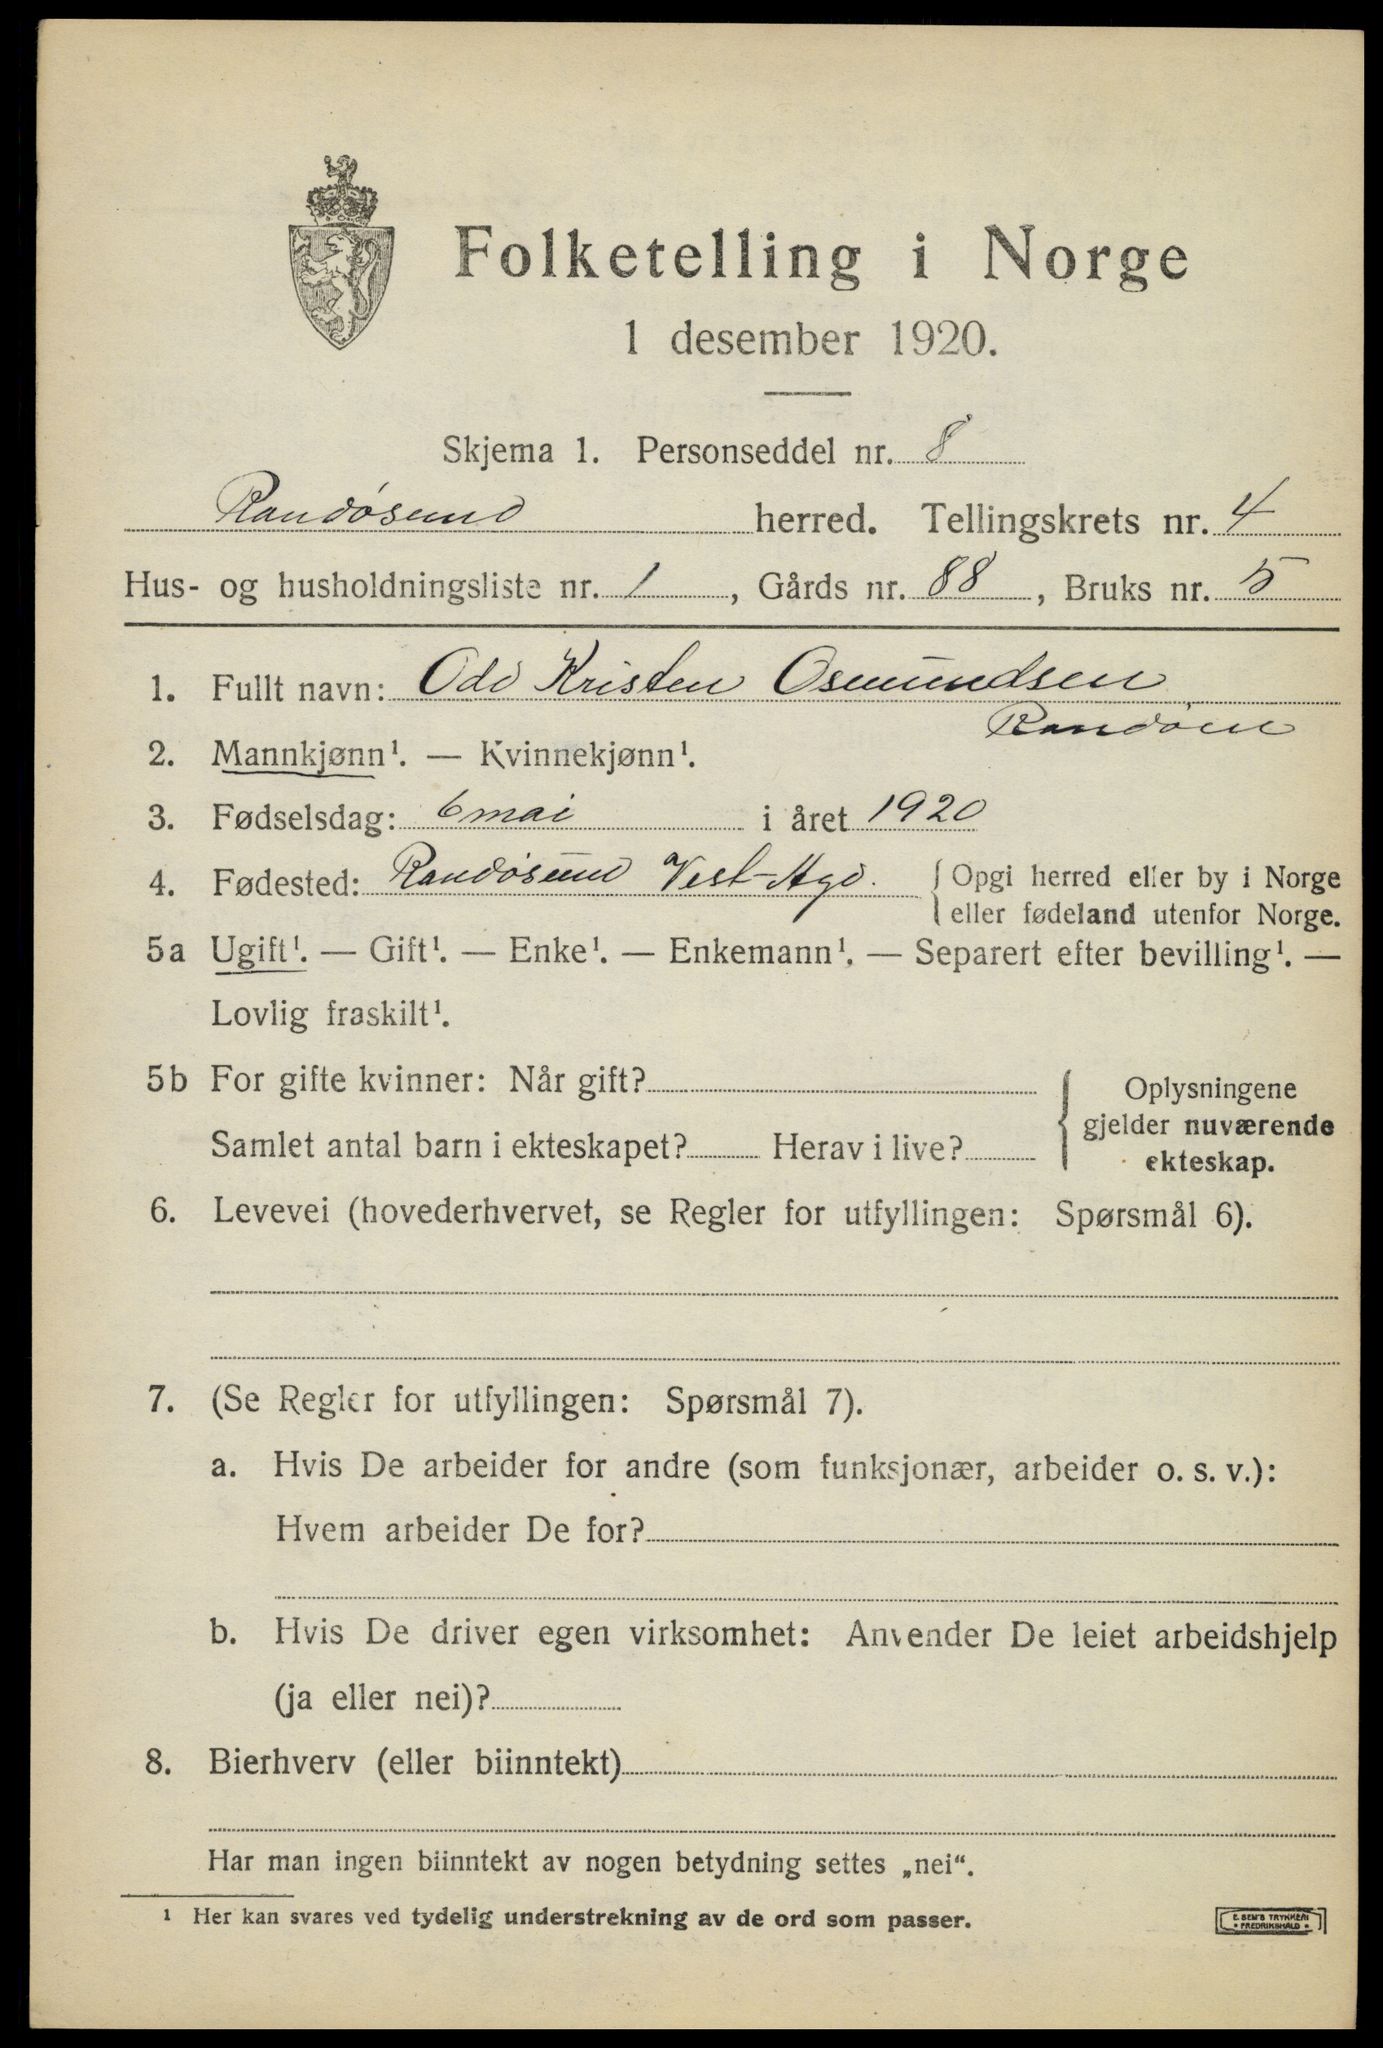 Folketelling i Norge
1 desember 1920.
Skjema 1. Personseddel nr. 8
Randøsund herred. Tellingskrets nr. 4
Hus- og husholdningsliste nr. 1, Gårds nr. 88, Bruks nr. 5
1. Fullt navn: Odd Kristen Osmundsen
Randøen
2. Mannkjønn¹. — Kvinnekjønn¹.
3. Fødselsdag: 6 mai i året 1920
4. Fødested: Randøsund Vest-Agd. { Opgi herred eller by i Norge
eller fødeland utenfor Norge.
5a Ugift¹. — Gift¹. — Enke¹. — Enkemann¹. — Separert efter bevilling¹. —
Lovlig fraskilt¹.
5b For gifte kvinner: Når gift?
Samlet antal barn i ekteskapet? Herav i live?
{ Oplysningene
gjelder nuværende
ekteskap.
6. Levevei (hovederhvervet, se Regler for utfyllingen: Spørsmål 6).
7. (Se Regler for utfyllingen: Spørsmål 7).
a. Hvis De arbeider for andre (som funksjonær, arbeider o. s. v.):
Hvem arbeider De for?
b. Hvis De driver egen virksomhet: Anvender De leiet arbeidshjelp
(ja eller nei)?
8. Bierhverv (eller biinntekt)
Har man ingen biinntekt av nogen betydning settes „nei“.
¹ Her kan svares ved tydelig understrekning av de ord som passer.
E. SEM'S TRYKKERI
• FREDRIKSHALD •